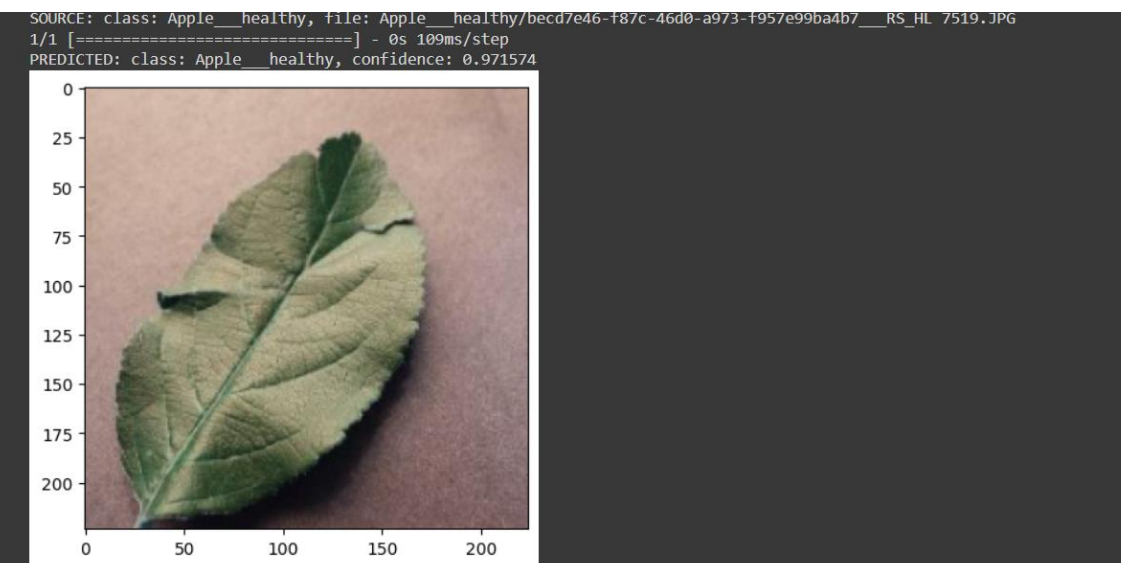 SOURCE: class: Apple___healthy, file: Apple___healthy/becd7e46-f87c-46d0-a973-f957e99ba4b7___RS_HL 7519.JPG
1/1 [==============================] - 0s 109ms/step
PREDICTED: class: Apple___healthy, confidence: 0.971574
0
25
50
75
100
125
150
175
200
0 50 100 150 200